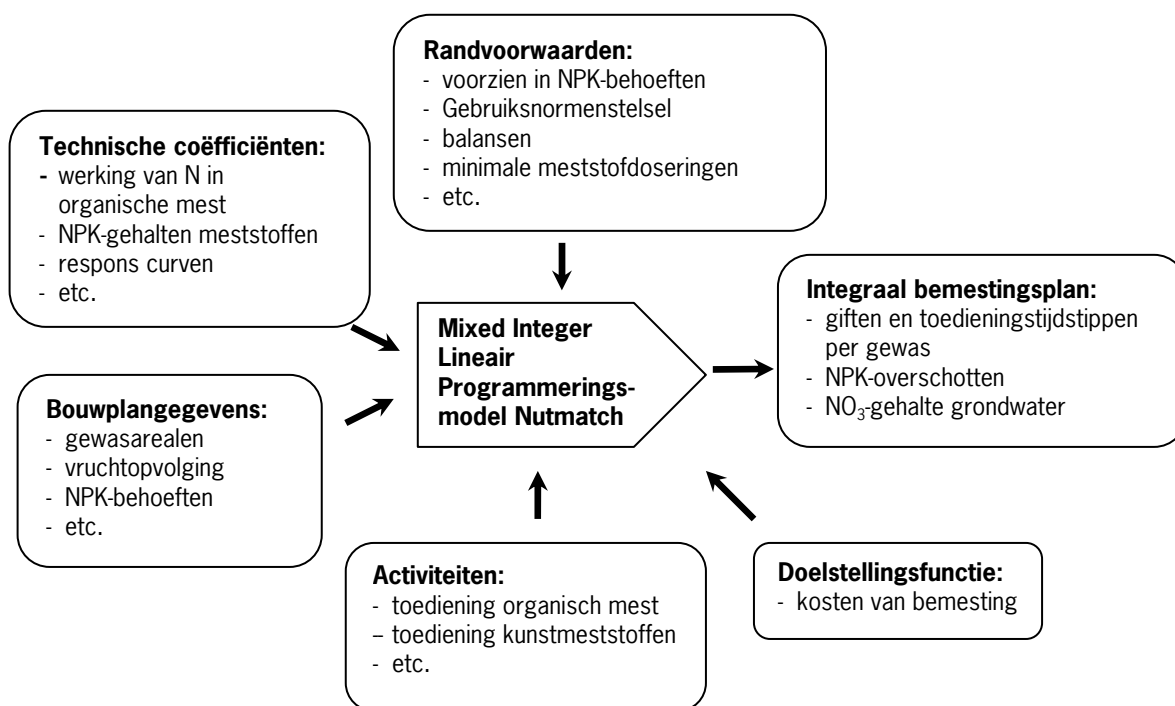 Randvoorwaarden:
- voorzien in NPK-behoeften
- Gebruiksnormenstelsel
- balansen
- minimale meststofdoseringen
- etc.
Technische coëfficiënten:
- werking van N in
organische mest
- NPK-gehalten meststoffen
- respons curven
- etc.
Mixed Integer
Lineair
Programmerings-
model Nutmatch
Integraal bemestingsplan:
- giften en toedieningstijdstippen
per gewas
- NPK-overschotten
- NO₃-gehalte grondwater
Bouwplangegevens:
- gewasarealen
- vruchtopvolging
- NPK-behoeften
- etc.
Activiteiten:
- toediening organisch mest
– toediening kunstmeststoffen
- etc.
Doelstellingsfunctie:
- kosten van bemesting